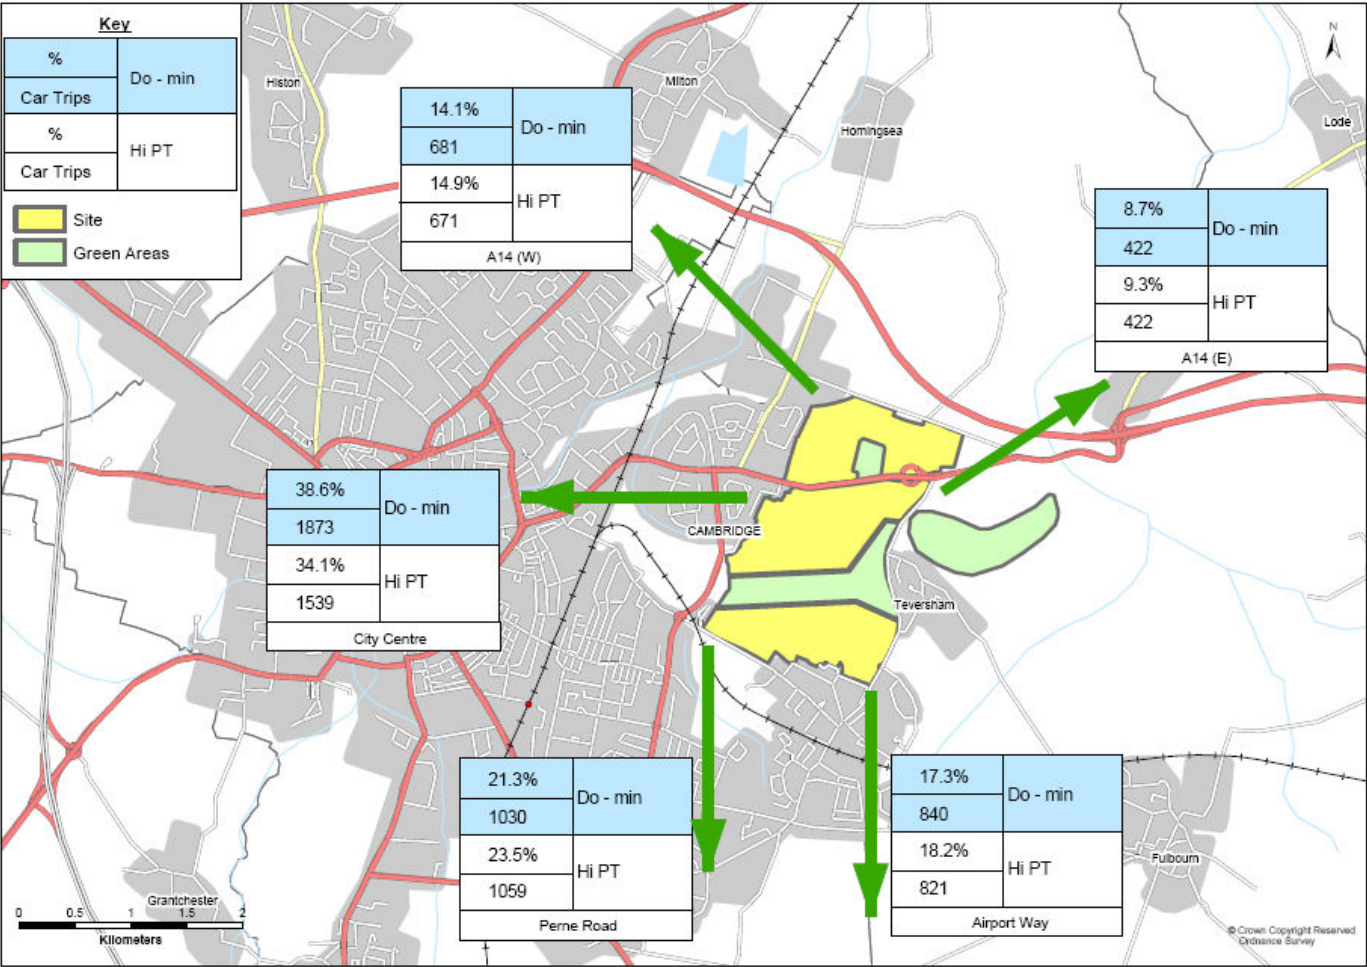 Key
%
Do - min
Car Trips
%
Hi PT
Car Trips
Site
Green Areas
Histon
Milton
Horningsea
Lode
N
14.1%
Do - min
681
14.9%
Hi PT
671
A14 (W)
8.7%
Do - min
422
9.3%
Hi PT
422
A14 (E)
38.6%
Do - min
1873
34.1%
Hi PT
1539
City Centre
CAMBRIDGE
Teversham
21.3%
Do - min
1030
23.5%
Hi PT
1059
Perne Road
17.3%
Do - min
840
18.2%
Hi PT
821
Airport Way
Fulbourn
Grantchester
0 0.5 1 1.5 2
Kilometers
© Crown Copyright Reserved
Ordnance Survey